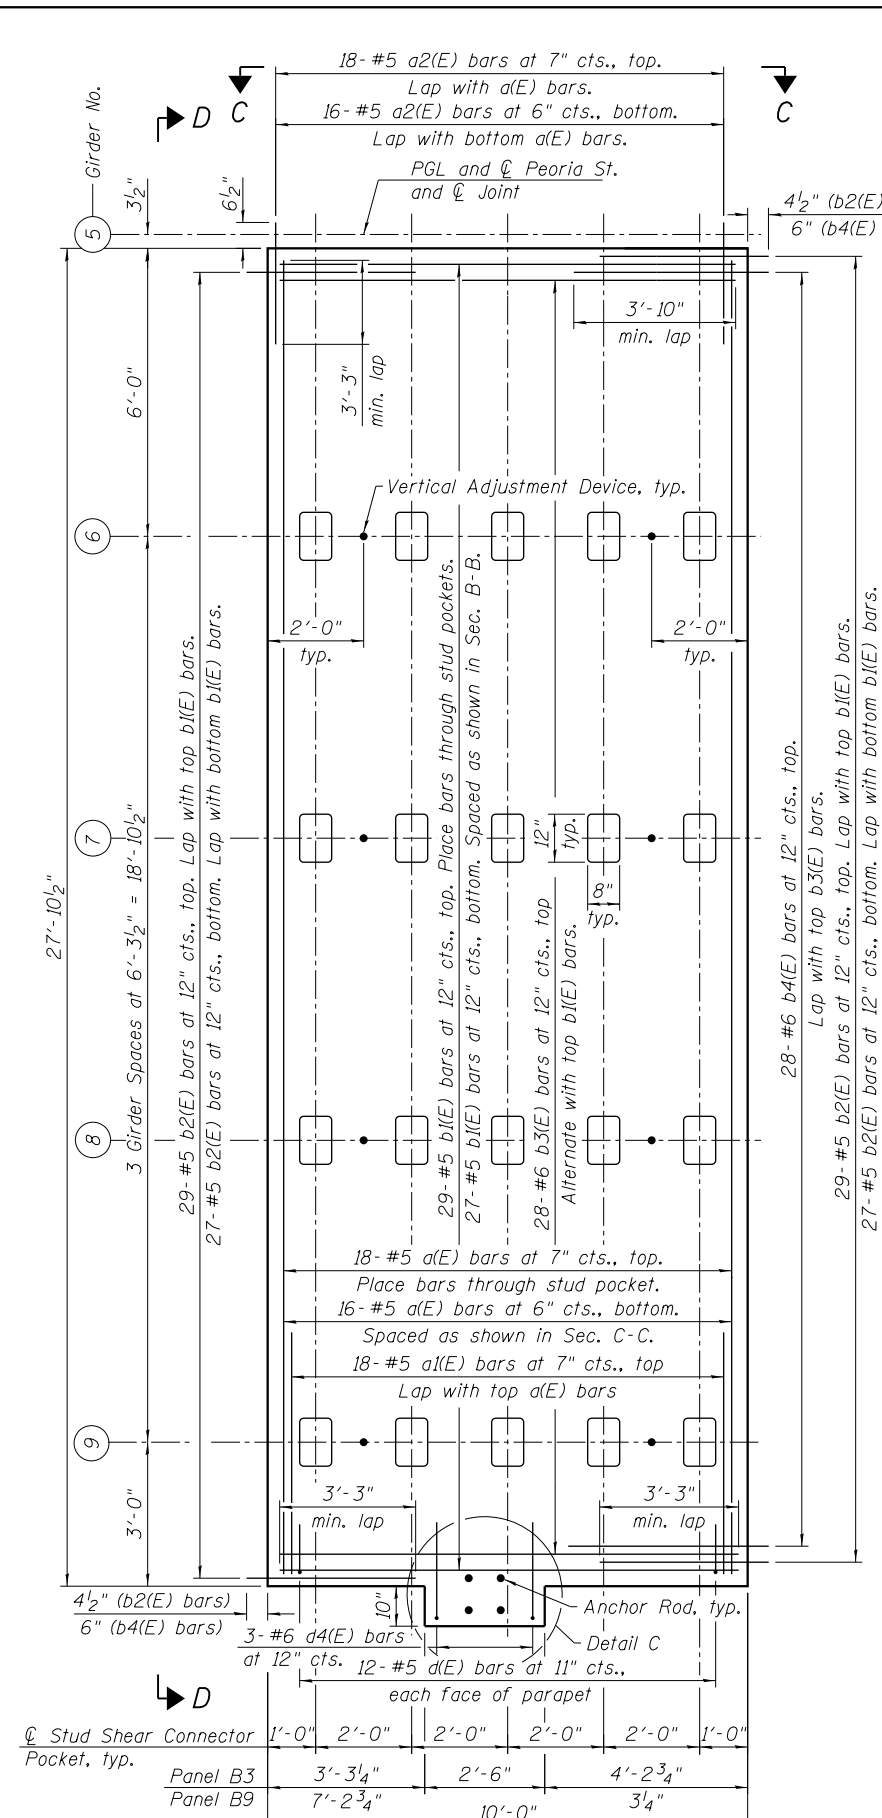 18-#5 a2(E) bars at 7" cts., top.
Lap with a(E) bars.
16-#5 a2(E) bars at 6" cts., bottom.
Lap with bottom a(E) bars.
D
C
C
Girder No.
3½"
6½"
PGL and ℄ Peoria St.
and ℄ Joint
4½" (b2(E)
6" (b4(E)
5
3'-10"
min. lap
3'-3"
min. lap
6'-0"
Vertical Adjustment Device, typ.
6
2'-0"
typ.
2'-0"
typ.
29-#5 b2(E) bars at 12" cts., top. Lap with top b1(E) bars.
27-#5 b2(E) bars at 12" cts., bottom. Lap with bottom b1(E) bars.
29-#5 b1(E) bars at 12" cts., top. Place bars through stud pockets.
27-#5 b1(E) bars at 12" cts., bottom. Spaced as shown in Sec. B-B.
28-#6 b3(E) bars at 12" cts., top
Alternate with top b1(E) bars.
28-#6 b4(E) bars at 12" cts., top.
Lap with top b3(E) bars.
29-#5 b2(E) bars at 12" cts., top. Lap with top b1(E) bars.
27-#5 b2(E) bars at 12" cts., bottom. Lap with bottom b1(E) bars.
7
12"
typ.
8"
typ.
27'-10½"
3 Girder Spaces at 6'-3½" = 18'-10½"
8
18-#5 a(E) bars at 7" cts., top.
Place bars through stud pocket.
16-#5 a(E) bars at 6" cts., bottom.
Spaced as shown in Sec. C-C.
18-#5 a1(E) bars at 7" cts., top
Lap with top a(E) bars
9
3'-0"
3'-3"
min. lap
3'-3"
min. lap
4½" (b2(E) bars)
6" (b4(E) bars)
10"
Anchor Rod, typ.
3-#6 d4(E) bars
at 12" cts.
Detail C
12-#5 d(E) bars at 11" cts.,
each face of parapet
D
℄ Stud Shear Connector
Pocket, typ.
1'-0" 2'-0" 2'-0" 2'-0" 2'-0" 1'-0"
Panel B3 3'-3¼" 2'-6" 4'-2¾"
Panel B9 7'-2¾" 3¼"
10'-0"